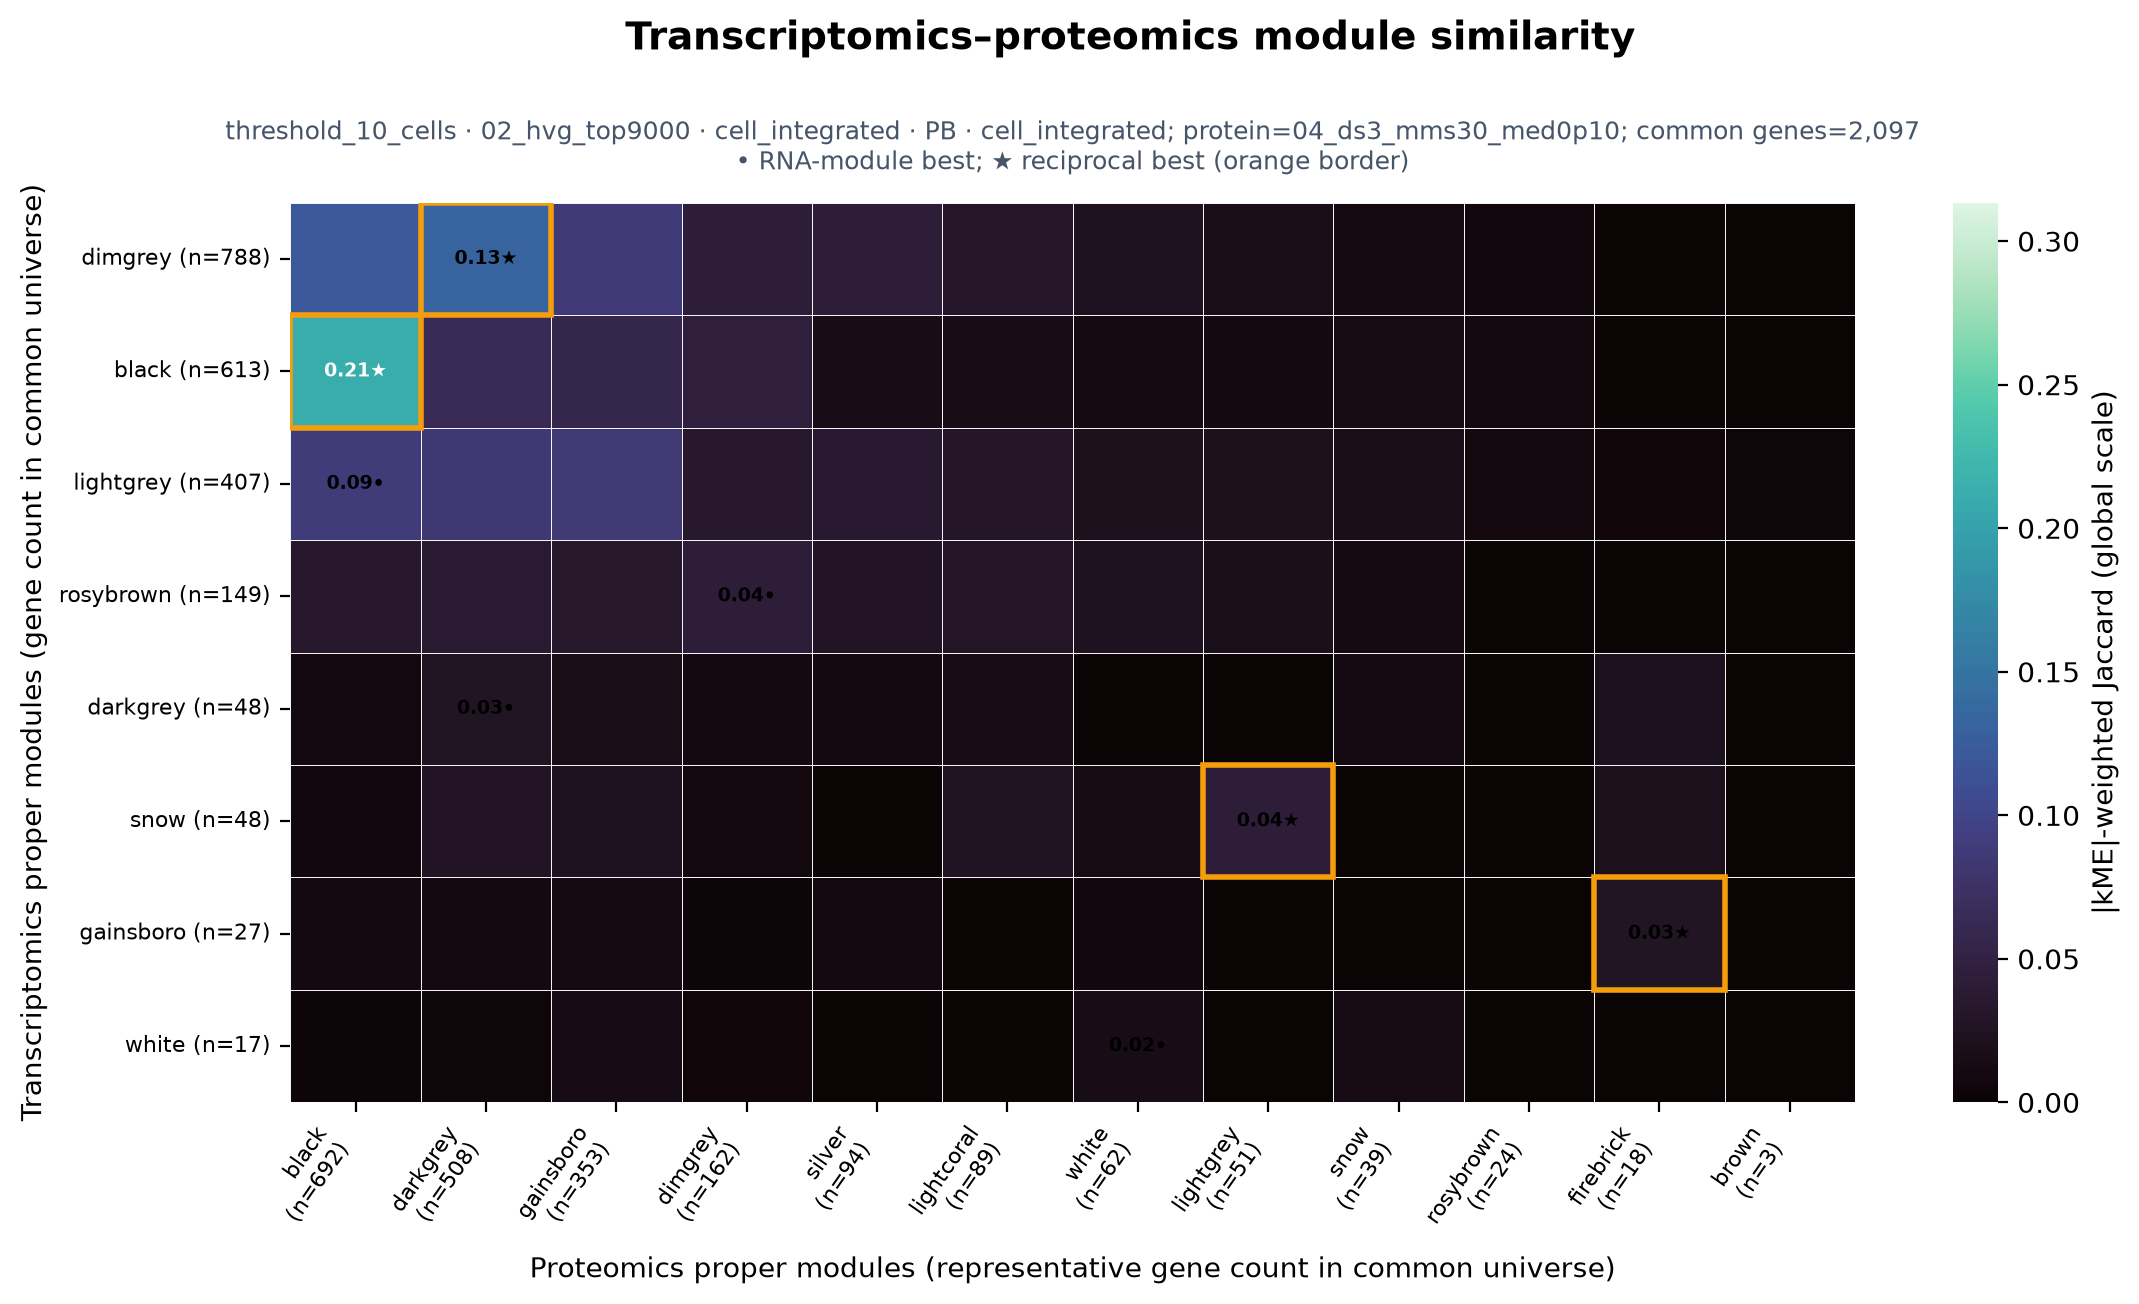 Transcriptomics–proteomics module similarity
threshold_10_cells · 02_hvg_top9000 · cell_integrated · PB · cell_integrated; protein=04_ds3_mms30_med0p10; common genes=2,097
• RNA-module best; ★ reciprocal best (orange border)
Transcriptomics proper modules (gene count in common universe)
dimgrey (n=788)
0.13★
black (n=613)
0.21★
lightgrey (n=407)
0.09•
rosybrown (n=149)
0.04•
darkgrey (n=48)
0.03•
snow (n=48)
0.04★
gainsboro (n=27)
0.03★
white (n=17)
0.02•
black
(n=692)
darkgrey
(n=508)
gainsboro
(n=353)
dimgrey
(n=162)
silver
(n=94)
lightcoral
(n=89)
white
(n=62)
lightgrey
(n=51)
snow
(n=39)
rosybrown
(n=24)
firebrick
(n=18)
brown
(n=3)
Proteomics proper modules (representative gene count in common universe)
0.30
0.25
0.20
0.15
0.10
0.05
0.00
|kME|-weighted Jaccard (global scale)